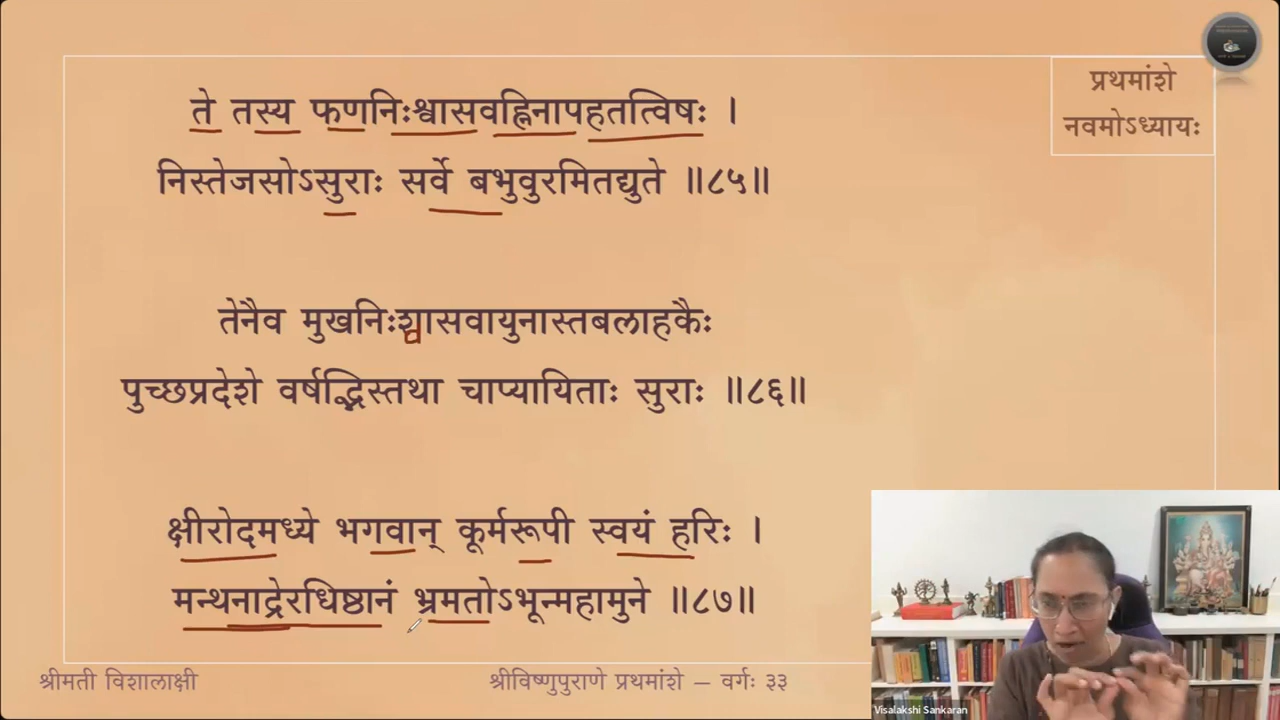 प्रथमांशे
नवमोऽध्यायः
ते तस्य फणनिःश्वासवह्निनापहतत्विषः ।
निस्तेजसोऽसुराः सर्वे बभुवुरमितद्युते ॥८५॥
तेनैव मुखनिःश्वासवायुनास्तबलाहकैः
पुच्छप्रदेशे वर्षद्भिस्तथा चाप्यायिताः सुराः ॥८६॥
क्षीरोदमध्ये भगवान् कूर्मरूपी स्वयं हरिः ।
मन्थनाद्रेरधिष्ठानं भ्रमतोऽभून्महामुने ॥८७॥
श्रीमती विशालाक्षी
श्रीविष्णुपुराणे प्रथमांशे – वर्गः ३३
Visalakshi Sankaran